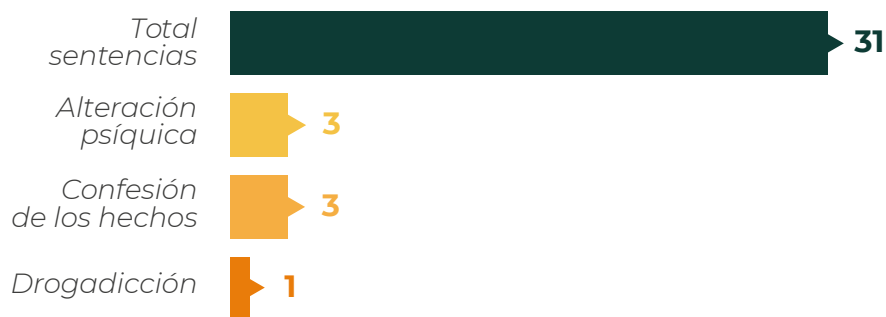 Total
sentencias
31
Alteración
psíquica
3
Confesión
de los hechos
3
Drogadicción
1